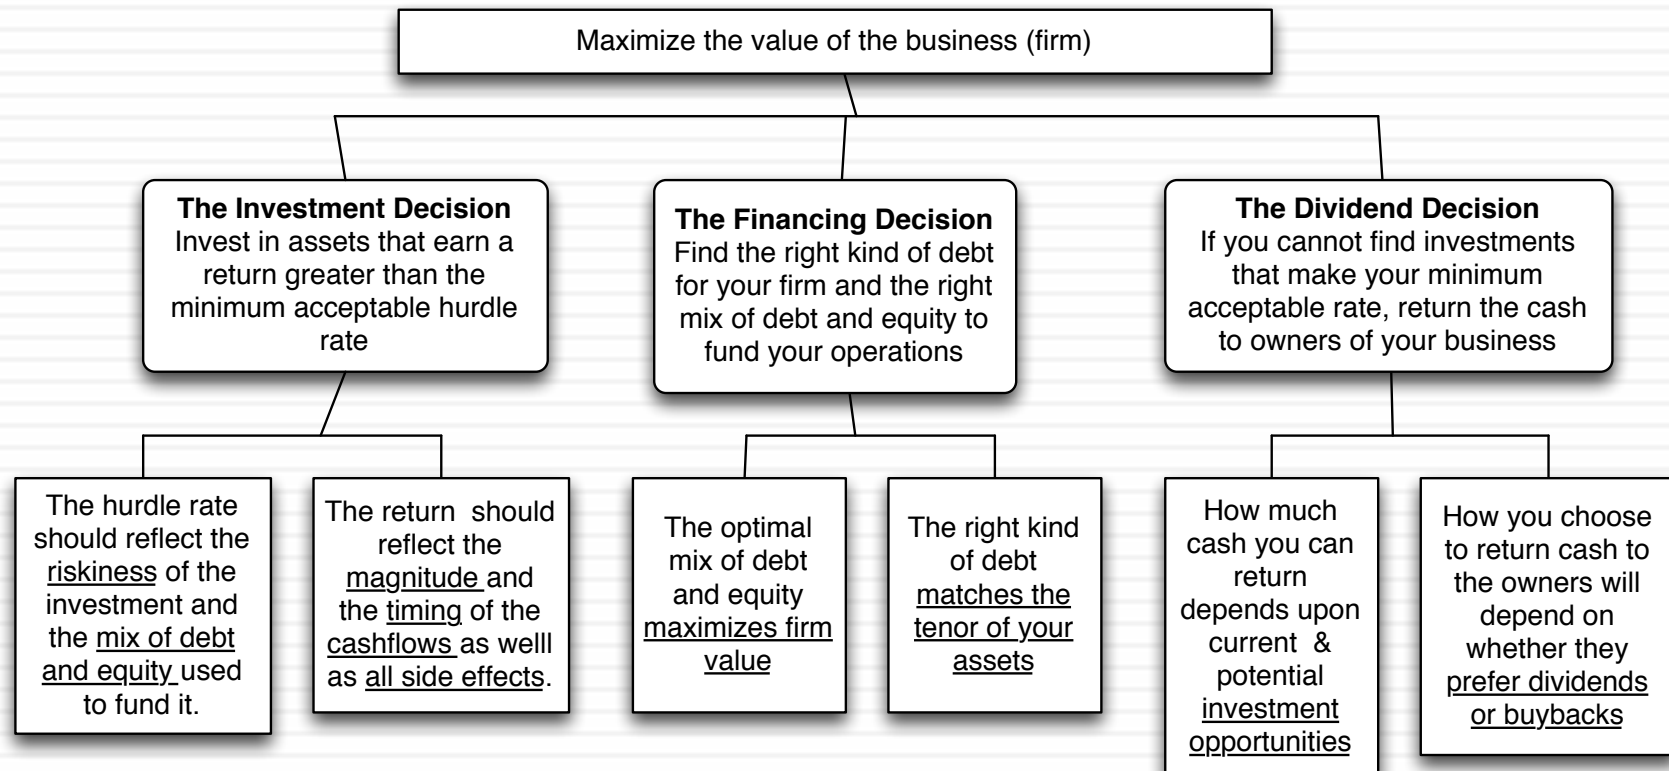 Maximize the value of the business (firm)
The Investment Decision
Invest in assets that earn a
return greater than the
minimum acceptable hurdle
rate
The Financing Decision
Find the right kind of debt
for your firm and the right
mix of debt and equity to
fund your operations
The Dividend Decision
If you cannot find investments
that make your minimum
acceptable rate, return the cash
to owners of your business
The hurdle rate
should reflect the
riskiness of the
investment and
the mix of debt
and equity used
to fund it.
The return  should
reflect the
magnitude and
the timing of the
cashflows as welll
as all side effects.
The optimal
mix of debt
and equity
maximizes firm
value
The right kind
of debt
matches the
tenor of your
assets
How much
cash you can
return
depends upon
current  &
potential
investment
opportunities
How you choose
to return cash to
the owners will
depend on
whether they
prefer dividends
or buybacks